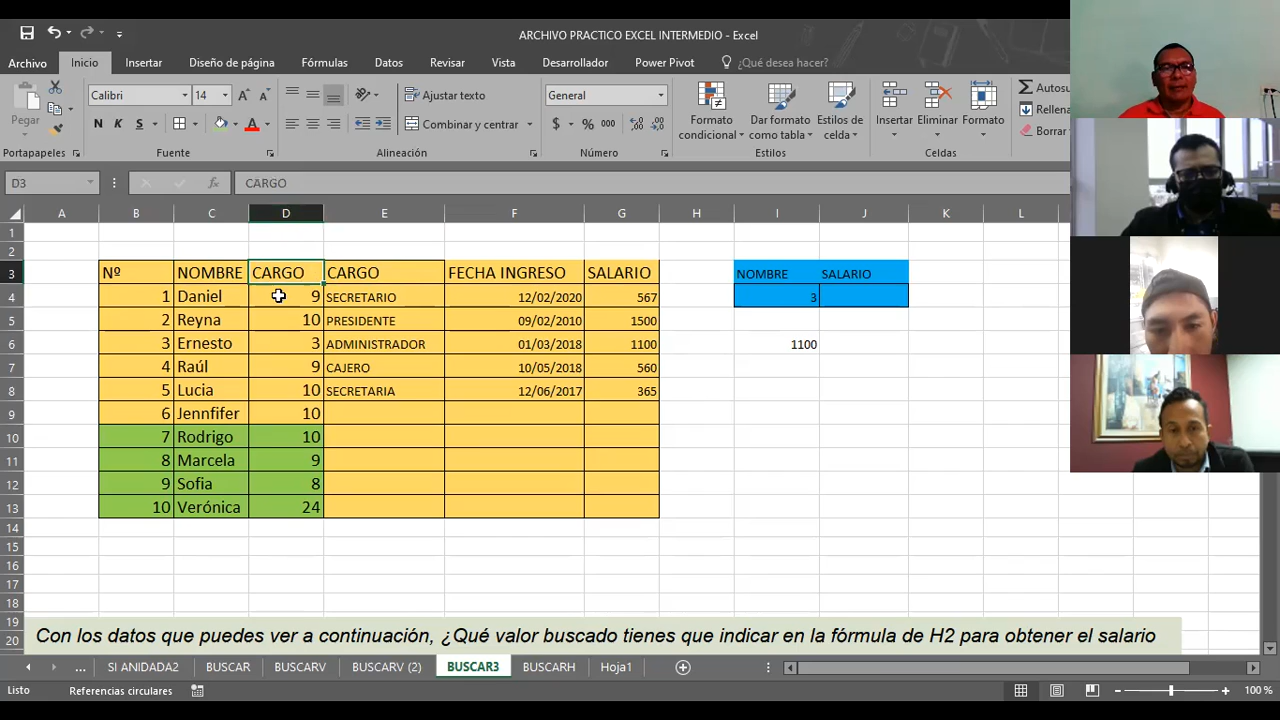 ARCHIVO PRACTICO EXCEL INTERMEDIO - Excel
Archivo Inicio Insertar Diseño de página Fórmulas Datos Revisar Vista Desarrollador Power Pivot ¿Qué desea hacer?
Pegar
Calibri 14 A A
N K S A
Ajustar texto
Combinar y centrar
General
$ % 000
Formato condicional
Dar formato como tabla
Estilos de celda
Insertar Eliminar Formato
Autosu
Rellena
Borrar
Portapapeles Fuente Alineación Número Estilos Celdas
D3 fx CARGO
A B C D E F G H I J K L
1
2
3 Nº NOMBRE CARGO CARGO FECHA INGRESO SALARIO NOMBRE SALARIO
4 1 Daniel 9 SECRETARIO 12/02/2020 567 3
5 2 Reyna 10 PRESIDENTE 09/02/2010 1500
6 3 Ernesto 3 ADMINISTRADOR 01/03/2018 1100 1100
7 4 Raúl 9 CAJERO 10/05/2018 560
8 5 Lucia 10 SECRETARIA 12/06/2017 365
9 6 Jennfifer 10
10 7 Rodrigo 10
11 8 Marcela 9
12 9 Sofia 8
13 10 Verónica 24
14
15
16
17
18
19
20 Con los datos que puedes ver a continuación, ¿Qué valor buscado tienes que indicar en la fórmula de H2 para obtener el salario
... SI ANIDADA2 BUSCAR BUSCARV BUSCARV (2) BUSCAR3 BUSCARH Hoja1
Listo Referencias circulares 100 %